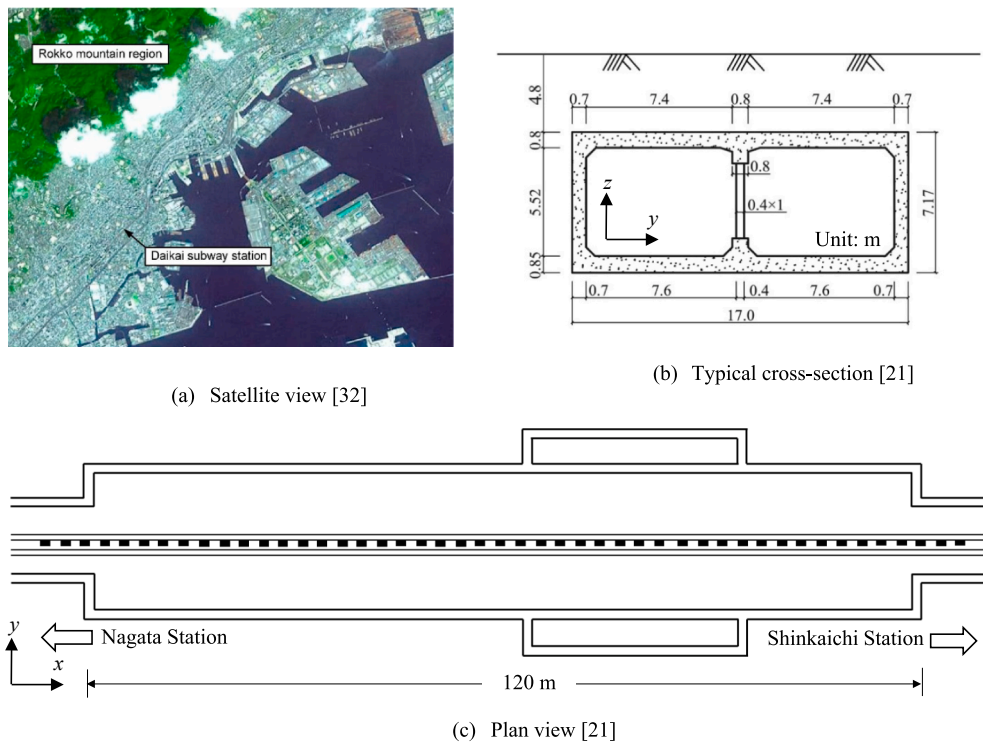 Rokko mountain region
Daikai subway station
(a) Satellite view [32]
4.8
0.7 7.4 0.8 7.4 0.7
0.8
0.8
z
5.52
0.4×1
7.17
y
Unit: m
0.85
0.7 7.6 0.4 7.6 0.7
17.0
(b) Typical cross-section [21]
y
Nagata Station
Shinkaichi Station
x
120 m
(c) Plan view [21]